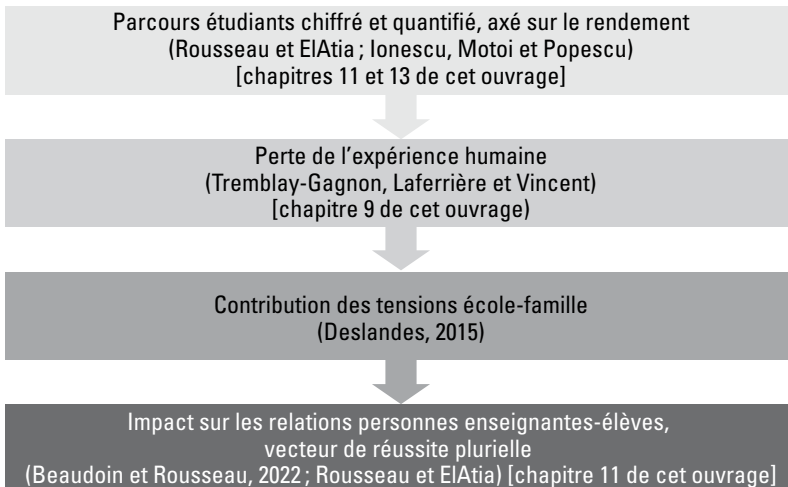 Parcours étudiants chiffré et quantifié, axé sur le rendement
(Rousseau et ElAtia ; Ionescu, Motoi et Popescu)
[chapitres 11 et 13 de cet ouvrage]
Perte de l’expérience humaine
(Tremblay-Gagnon, Laferrière et Vincent)
[chapitre 9 de cet ouvrage)
Contribution des tensions école-famille
(Deslandes, 2015)
Impact sur les relations personnes enseignantes-élèves,
vecteur de réussite plurielle
(Beaudoin et Rousseau, 2022 ; Rousseau et ElAtia) [chapitre 11 de cet ouvrage]